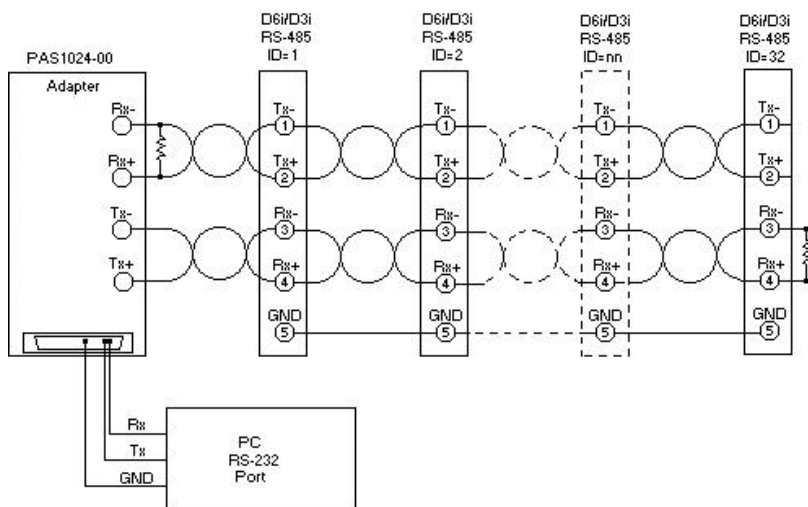 PAS1024-00
Adapter
Rx-
Rx+
Tx-
Tx+
D6i/D3i
RS-485
ID=1
Tx-
1
Tx+
2
Rx-
3
Rx+
4
GND
5
D6i/D3i
RS-485
ID=2
Tx-
1
Tx+
2
Rx-
3
Rx+
4
GND
5
D6i/D3i
RS-485
ID=nn
Tx-
1
Tx+
2
Rx-
3
Rx+
4
GND
5
D6i/D3i
RS-485
ID=32
Tx-
1
Tx+
2
Rx-
3
Rx+
4
GND
5
Rx
Tx
GND
PC
RS-232
Port